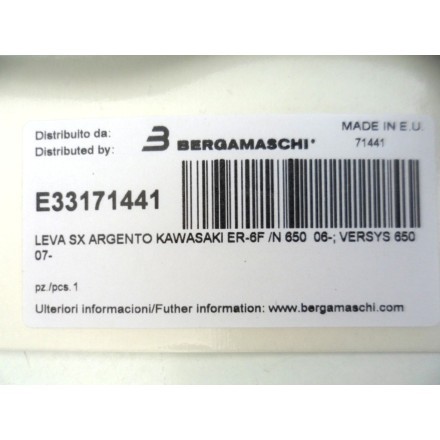 Distribuito da:
Distributed by:
B BERGAMASCHI
MADE IN E.U.
71441
E33171441
LEVA SX ARGENTO KAWASAKI ER-6F /N 650 06-; VERSYS 650
07-
pz./pcs. 1
Ulteriori informacioni/Futher information: www.bergamaschi.com